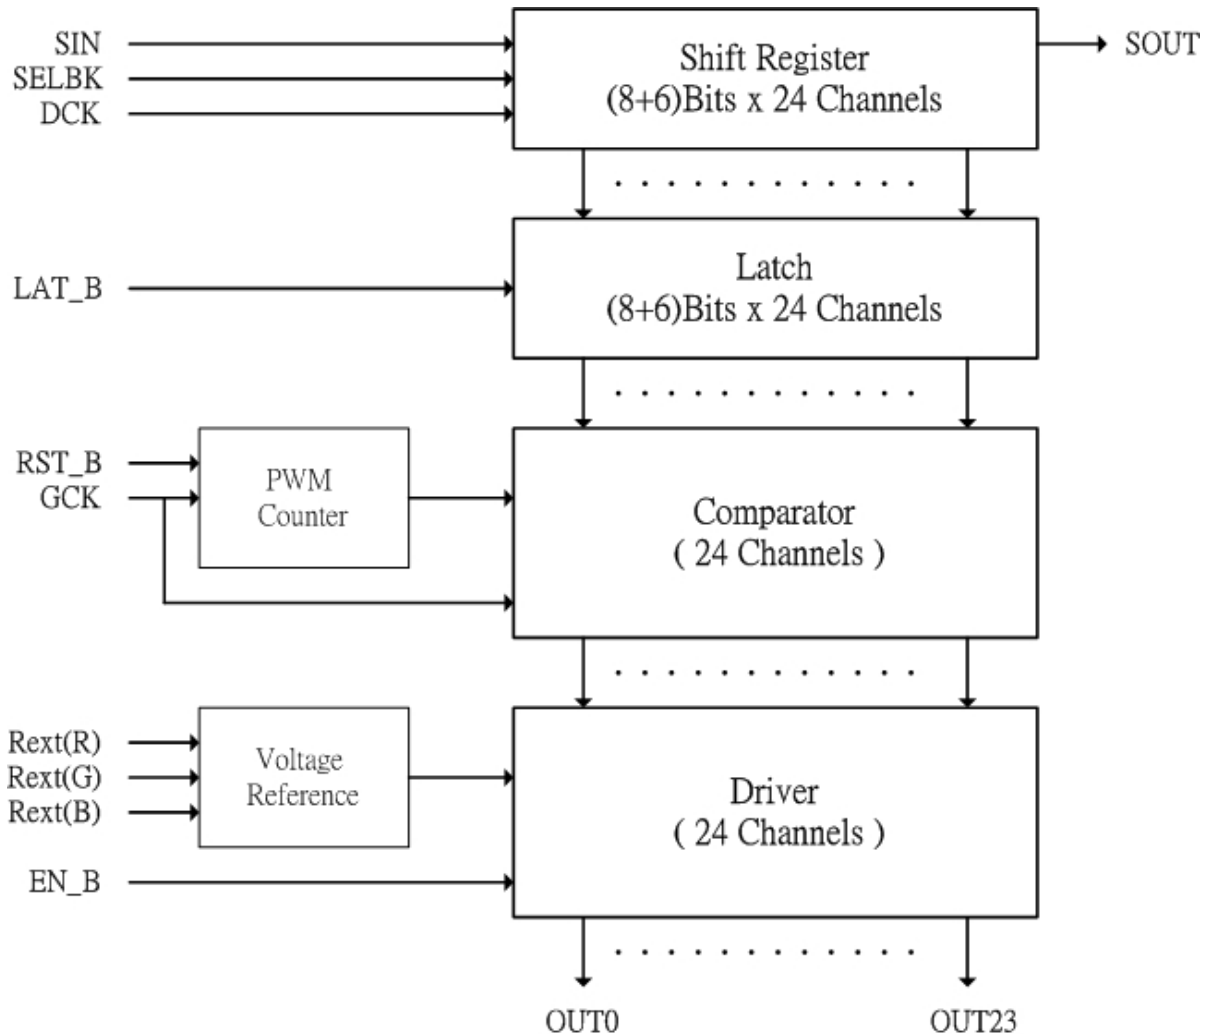 SIN
SELBK
DCK
Shift Register
(8+6)Bits x 24 Channels
SOUT
LAT_B
Latch
(8+6)Bits x 24 Channels
RST_B
GCK
PWM
Counter
Comparator
( 24 Channels )
Rext(R)
Rext(G)
Rext(B)
Voltage
Reference
Driver
( 24 Channels )
EN_B
OUT0
OUT23